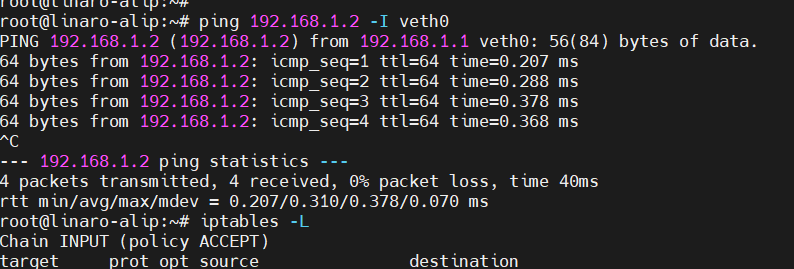 root@linaro-alip:~#
root@linaro-alip:~# ping 192.168.1.2 -I veth0
PING 192.168.1.2 (192.168.1.2) from 192.168.1.1 veth0: 56(84) bytes of data.
64 bytes from 192.168.1.2: icmp_seq=1 ttl=64 time=0.207 ms
64 bytes from 192.168.1.2: icmp_seq=2 ttl=64 time=0.288 ms
64 bytes from 192.168.1.2: icmp_seq=3 ttl=64 time=0.378 ms
64 bytes from 192.168.1.2: icmp_seq=4 ttl=64 time=0.368 ms
^C
--- 192.168.1.2 ping statistics ---
4 packets transmitted, 4 received, 0% packet loss, time 40ms
rtt min/avg/max/mdev = 0.207/0.310/0.378/0.070 ms
root@linaro-alip:~# iptables -L
Chain INPUT (policy ACCEPT)
target     prot opt source               destination